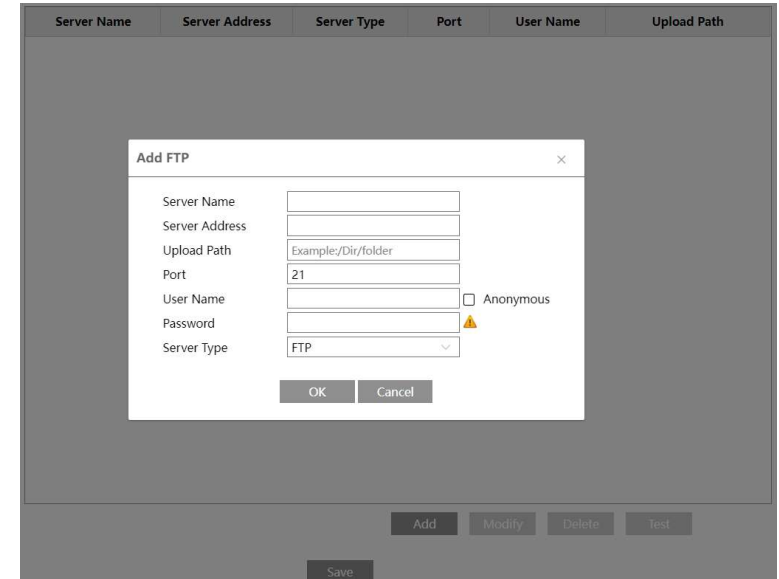 Server Name Server Address Server Type Port User Name Upload Path
Add FTP
Server Name
Server Address
Upload Path Example:/Dir/folder
Port 21
User Name Anonymous
Password
Server Type FTP
OK Cancel
Add Modify Delete Test
Save